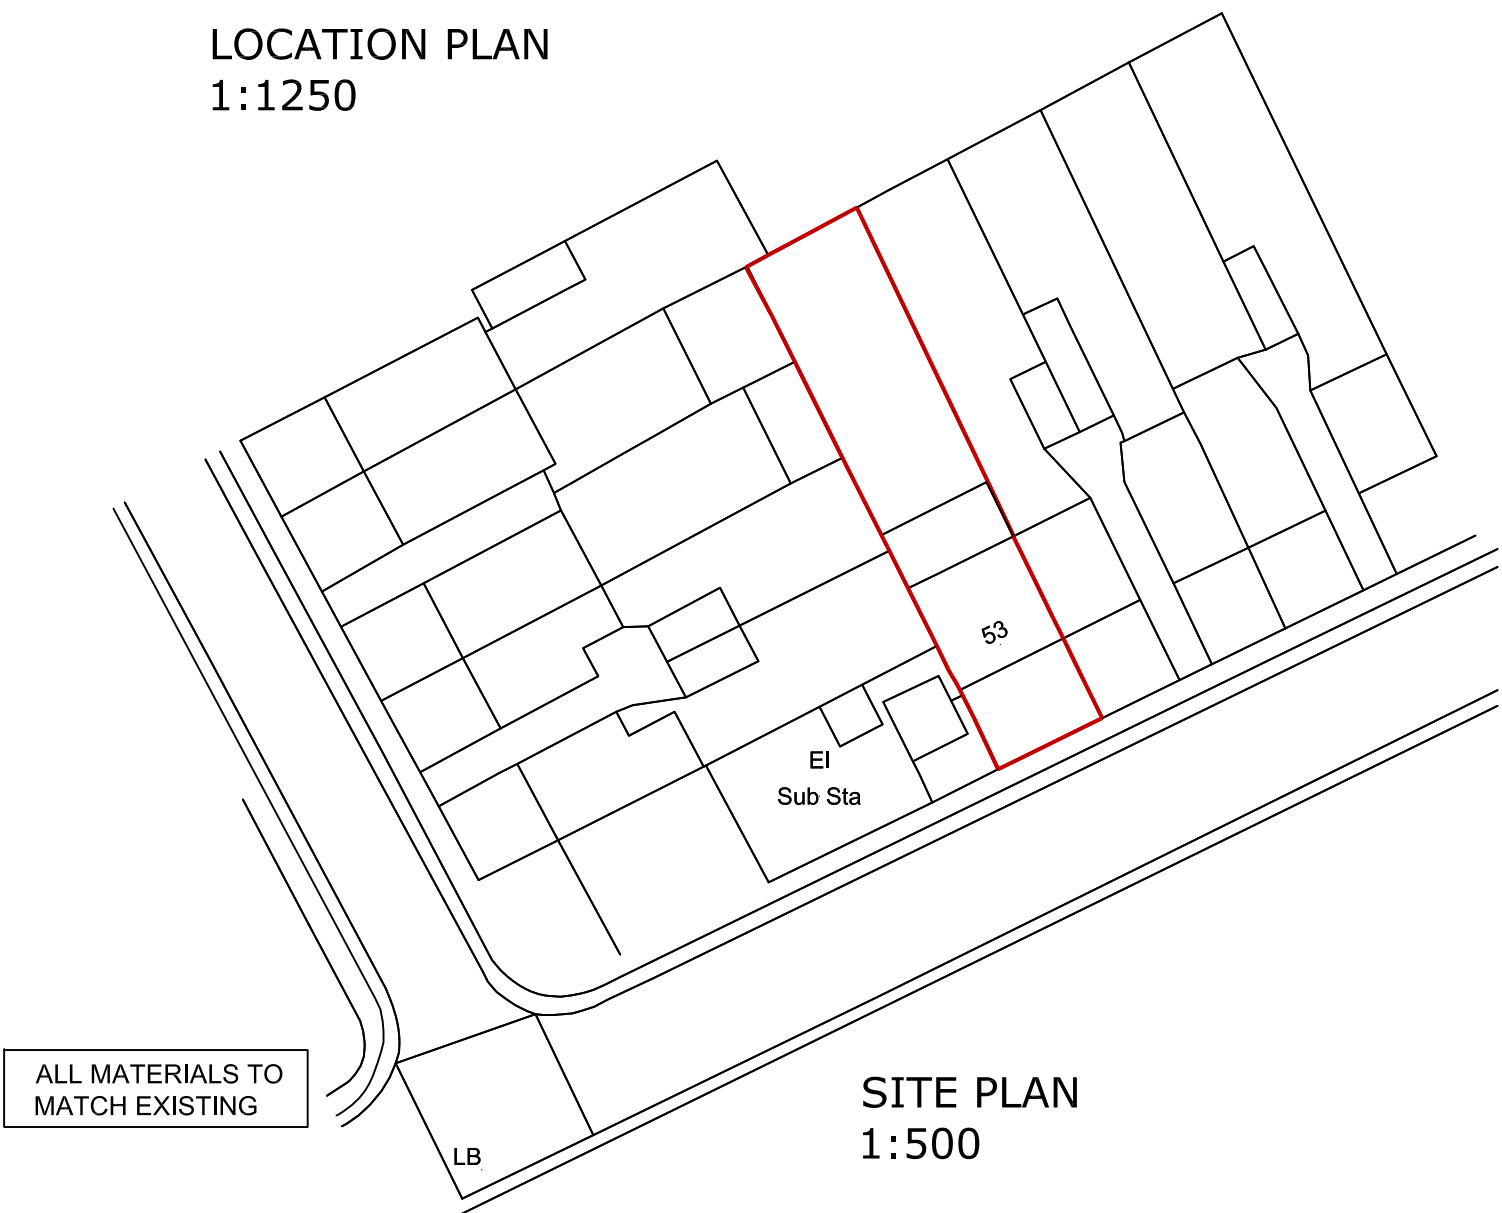 LOCATION PLAN
1:1250
53
El
Sub Sta
ALL MATERIALS TO
MATCH EXISTING
SITE PLAN
1:500
LB